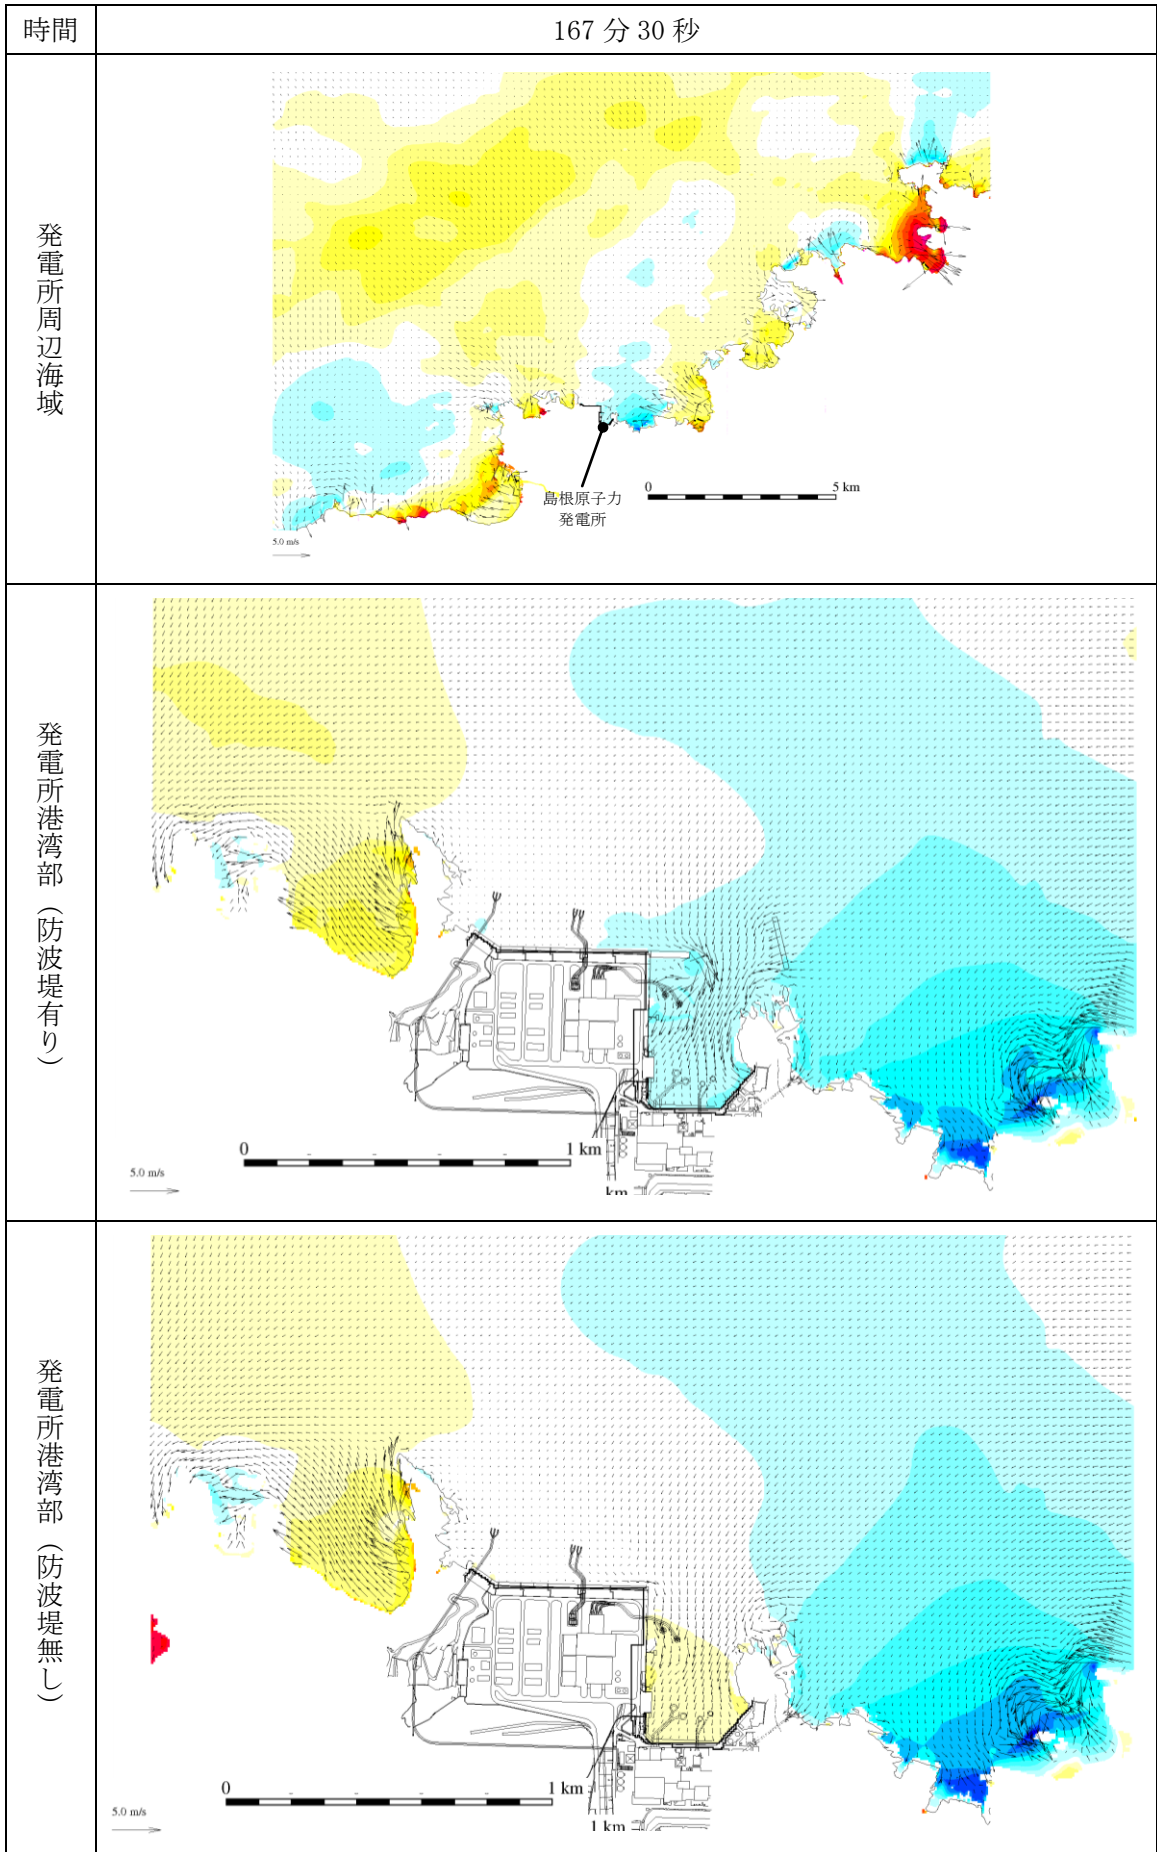 時間
167 分 30 秒
発電所周辺海域
島根原子力
発電所
0
5 km
5.0 m/s
発電所港湾部（防波堤有り）
0
1 km
5.0 m/s
km
発電所港湾部（防波堤無し）
0
1 km
5.0 m/s
1 km